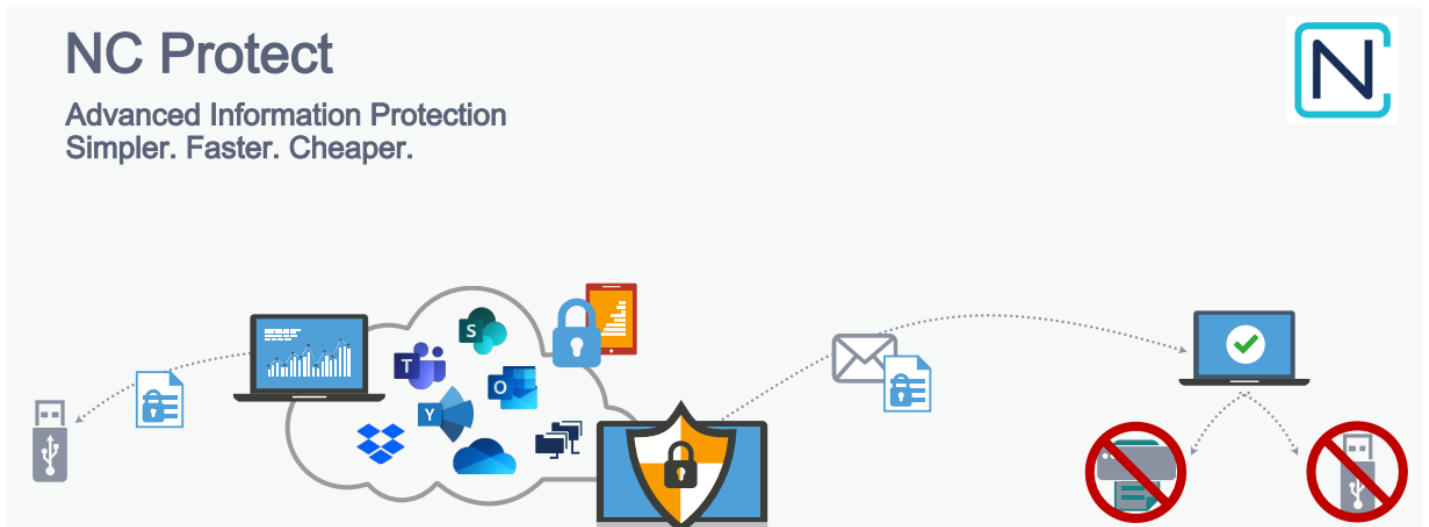 NC Protect
Advanced Information Protection
Simpler. Faster. Cheaper.
N
S
T
O
Y